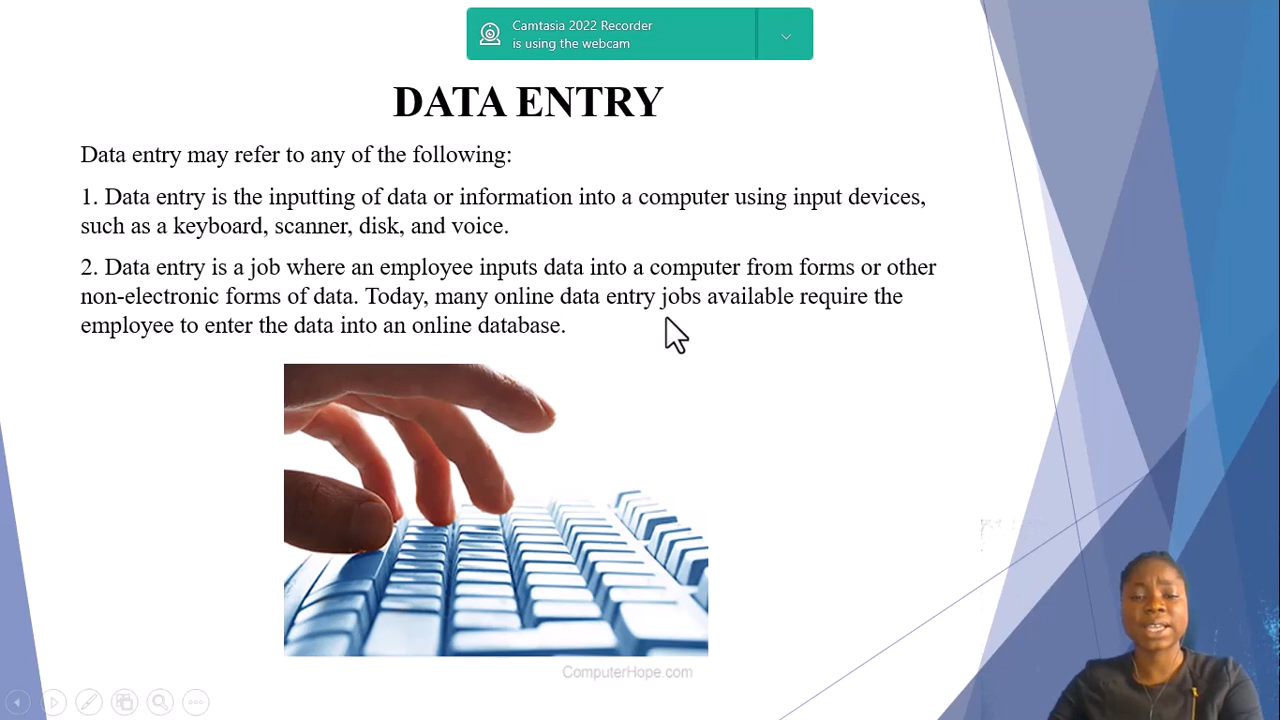 Camtasia 2022 Recorder
is using the webcam
DATA ENTRY
Data entry may refer to any of the following:
1. Data entry is the inputting of data or information into a computer using input devices,
such as a keyboard, scanner, disk, and voice.
2. Data entry is a job where an employee inputs data into a computer from forms or other
non-electronic forms of data. Today, many online data entry jobs available require the
employee to enter the data into an online database.
ComputerHope.com